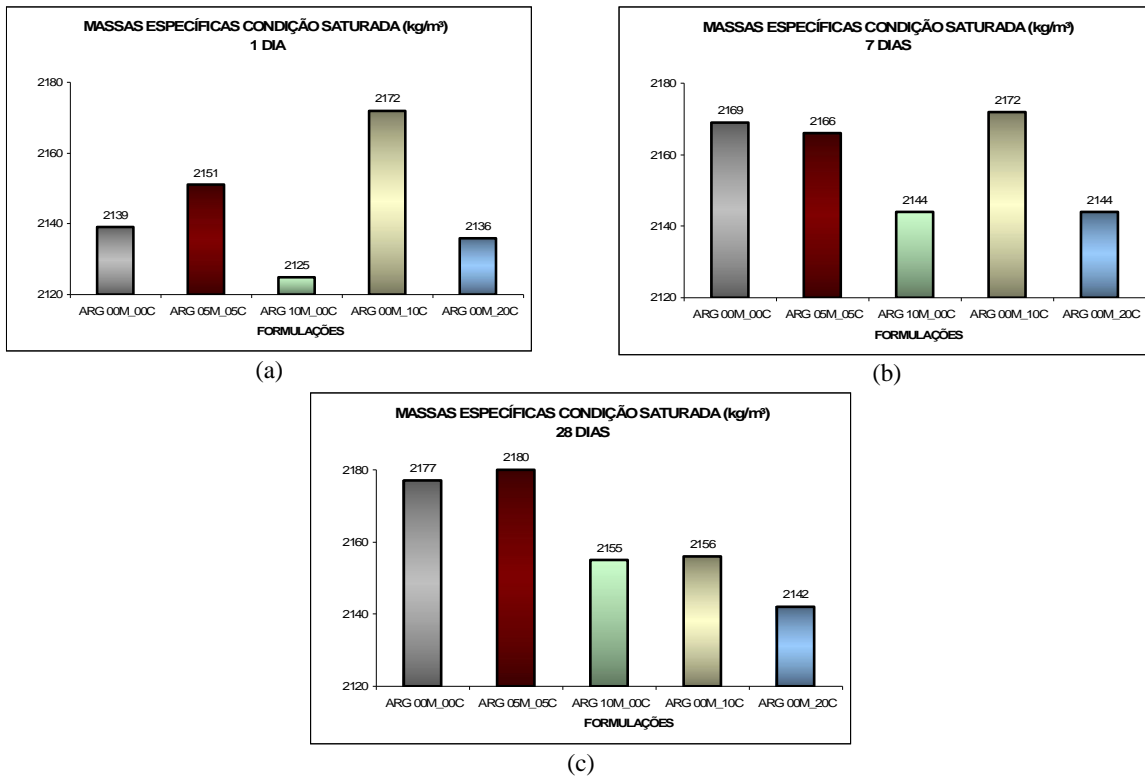 MASSAS ESPECÍFICAS CONDIÇÃO SATURADA (kg/m³)
1 DIA
2180
2160
2140
2120
2139
2151
2125
2172
2136
ARG 00M_00C ARG 05M_05C ARG 10M_00C ARG 00M_10C ARG 00M_20C
FORMULAÇÕES
(a)
MASSAS ESPECÍFICAS CONDIÇÃO SATURADA (kg/m³)
7 DIAS
2180
2160
2140
2120
2169
2166
2144
2172
2144
ARG 00M_00C ARG 05M_05C ARG 10M_00C ARG 00M_10C ARG 00M_20C
FORMULAÇÕES
(b)
MASSAS ESPECÍFICAS CONDIÇÃO SATURADA (kg/m³)
28 DIAS
2180
2160
2140
2120
2177
2180
2155
2156
2142
ARG 00M_00C ARG 05M_05C ARG 10M_00C ARG 00M_10C ARG 00M_20C
FORMULAÇÕES
(c)